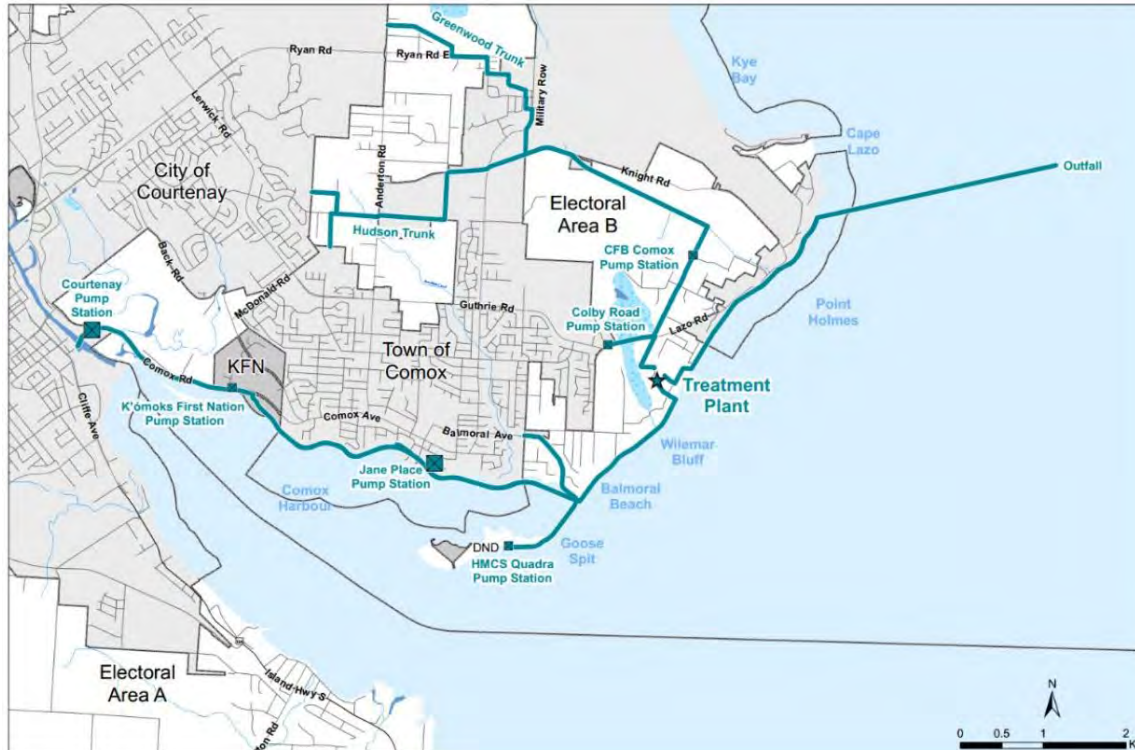 Greenwood Trunk
Ryan Rd
Ryan Rd E
Military Row
Kye
Bay
Cape
Lazo
Outfall
Lerwick Rd
Anderton Rd
Knight Rd
City of
Courtenay
Electoral
Area B
Hudson Trunk
CFB Comox
Pump Station
Back Rd
McDonald Rd
Courtenay
Pump
Station
Guthrie Rd
Colby Road
Pump Station
Lazo Rd
Point
Holmes
Town of
Comox
KFN
Comox Rd
Treatment
Plant
Cliffe Ave
K'ómoks First Nation
Pump Station
Comox Ave
Balmoral Ave
Willemar
Bluff
Jane Place
Pump Station
Balmoral
Beach
Comox
Harbour
Goose
Spit
DND
HMCS Quadra
Pump Station
Electoral
Area A
Island Hwy S
N
0 0.5 1 2